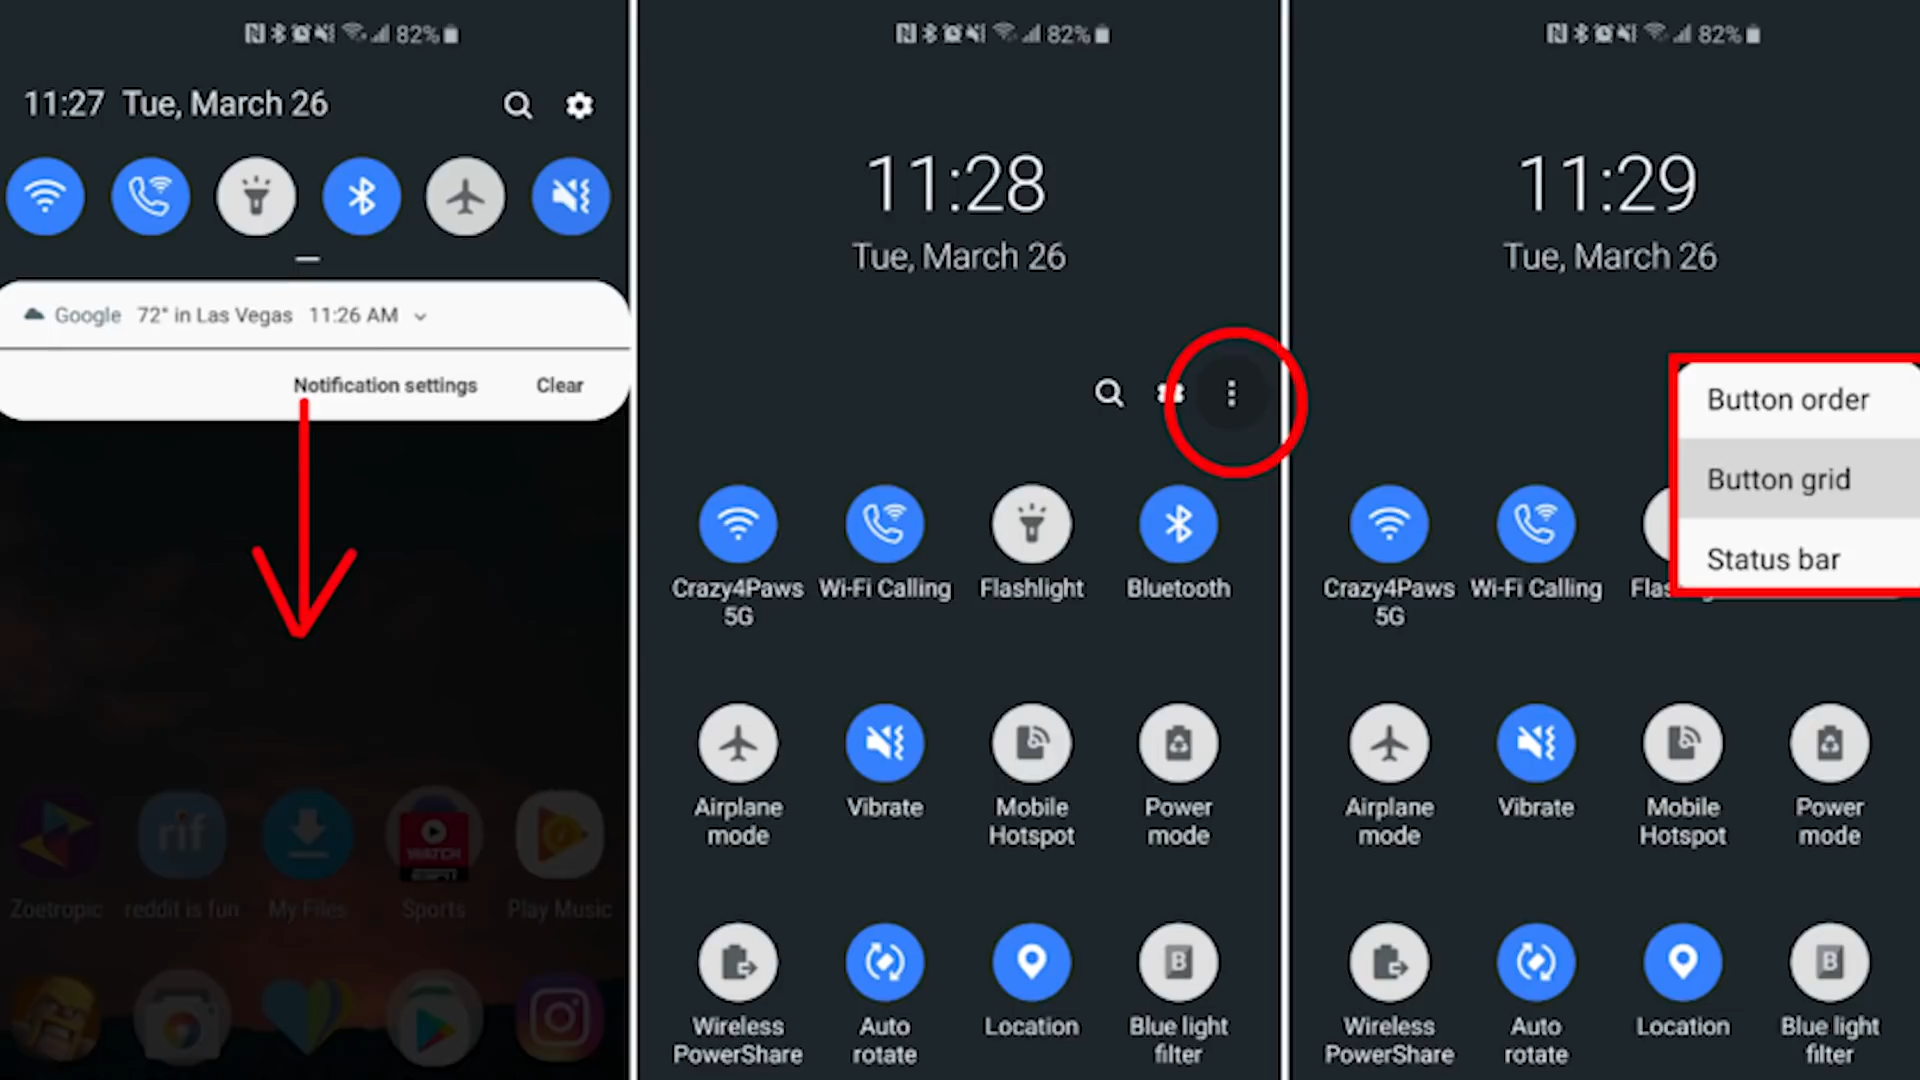 82%
11:27 Tue, March 26
Google 72° in Las Vegas 11:26 AM
Notification settings Clear
rif
WATCH
ESPN
Zoetropic reddit is fun My Files Sports Play Music
82%
11:28
Tue, March 26
Crazy4Paws 5G
Wi-Fi Calling
Flashlight
Bluetooth
Airplane mode
Vibrate
Mobile Hotspot
Power mode
Wireless PowerShare
Auto rotate
Location
B
Blue light filter
82%
11:29
Tue, March 26
Button order
Button grid
Status bar
Crazy4Paws 5G
Wi-Fi Calling
Airplane mode
Vibrate
Mobile Hotspot
Power mode
Wireless PowerShare
Auto rotate
Location
B
Blue light filter